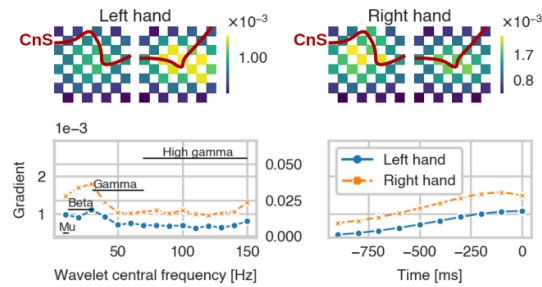 Left hand
Right hand
×10⁻³
×10⁻³
CnS
CnS
1.00
1.7
0.8
1e−3
High gamma
Gamma
Beta
Mu
Gradient
2
1
0.050
0.025
0.000
Left hand
Right hand
50
100
150
−750
−500
−250
0
Wavelet central frequency [Hz]
Time [ms]